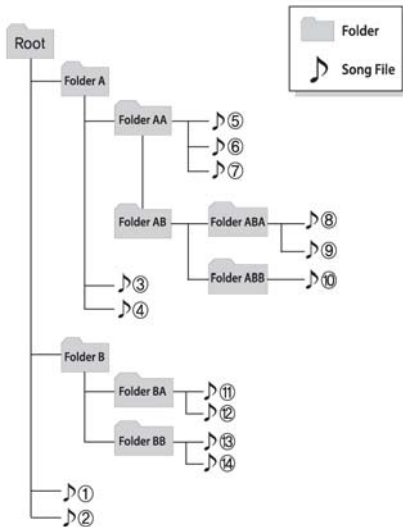 Root
Folder
Song File
Folder A
Folder AA
⑤
⑥
⑦
Folder AB
Folder ABA
⑧
⑨
Folder ABB
⑩
③
④
Folder B
Folder BA
⑪
⑫
Folder BB
⑬
⑭
①
②